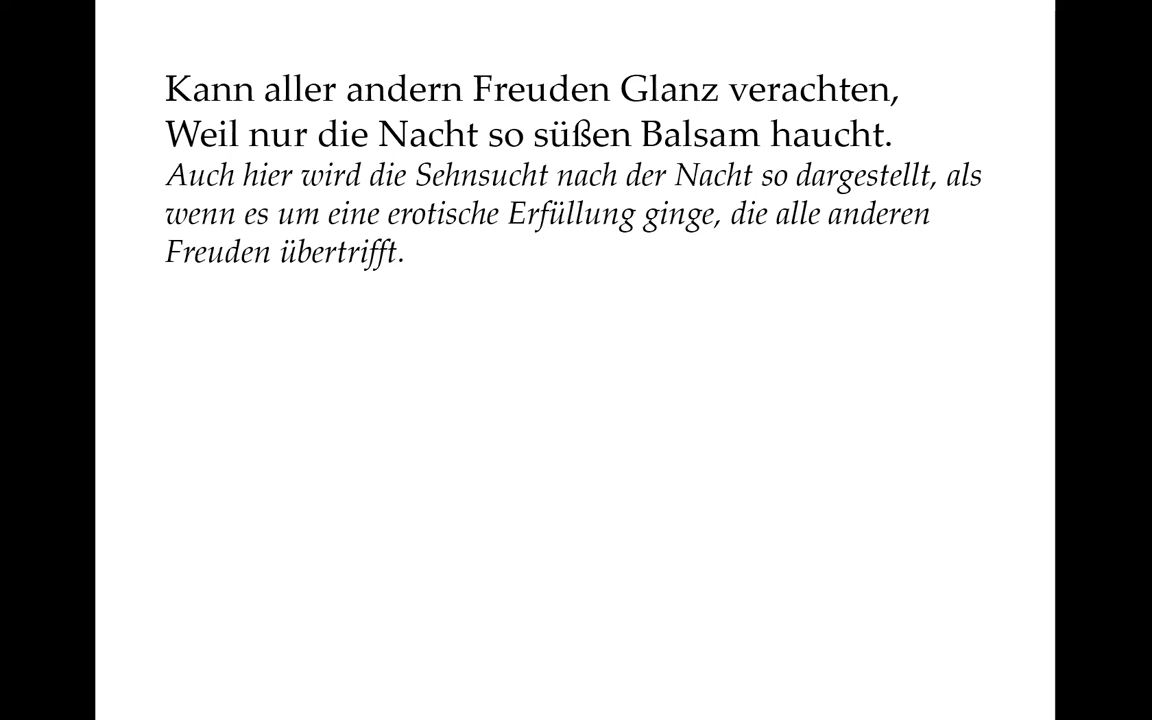 Kann aller andern Freuden Glanz verachten,
Weil nur die Nacht so süßen Balsam haucht.
Auch hier wird die Sehnsucht nach der Nacht so dargestellt, als
wenn es um eine erotische Erfüllung ginge, die alle anderen
Freuden übertrifft.